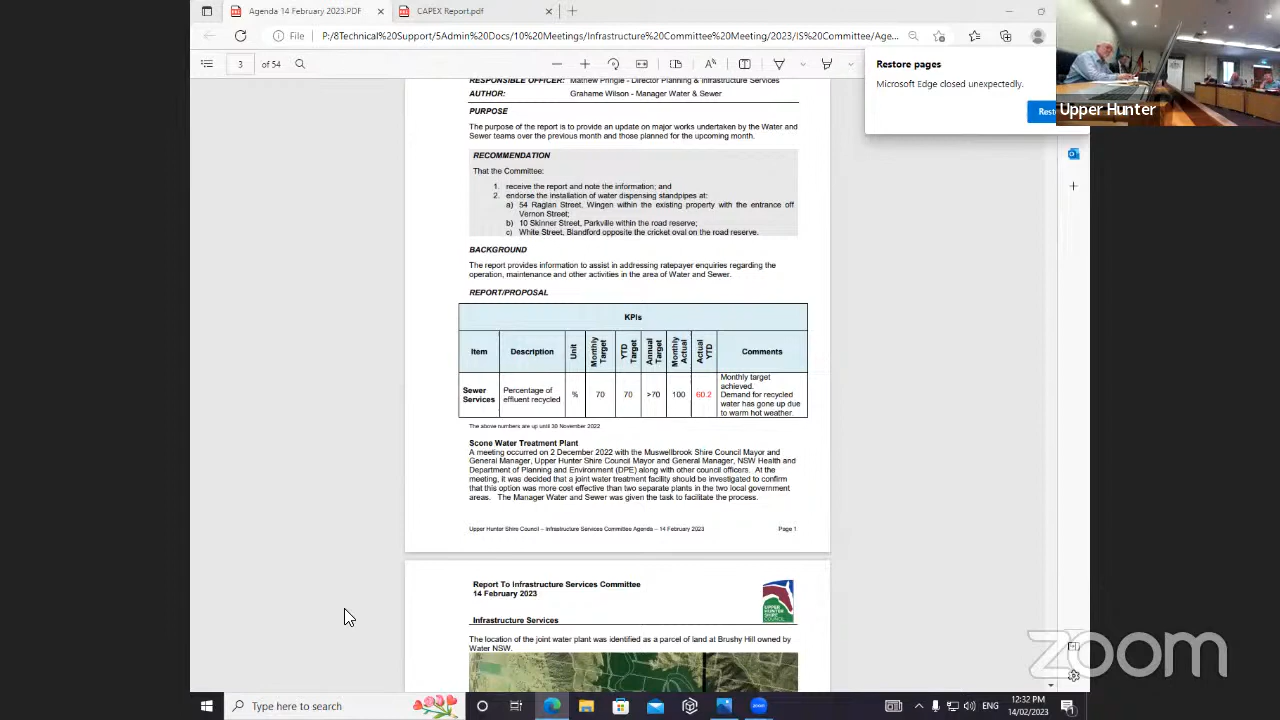 Agenda 14 February 2023.PDF
CAPEX Report.pdf
File
P:/8Technical%20Support/5Admin%20Docs/10%20Meetings/Infrastructure%20Committee%20Meeting/2023/IS%20Committee/Age...
Restore pages
Microsoft Edge closed unexpectedly.
Upper Hunter
3 of 54
RESPONSIBLE OFFICER: Mathew Pringle - Director Planning & Infrastructure Services
AUTHOR: Grahame Wilson - Manager Water & Sewer
PURPOSE
The purpose of the report is to provide an update on major works undertaken by the Water and
Sewer teams over the previous month and those planned for the upcoming month.
RECOMMENDATION
That the Committee:
1. receive the report and note the information; and
2. endorse the installation of water dispensing standpipes at:
a) 54 Raglan Street, Wingen within the existing property with the entrance off
Vernon Street;
b) 10 Skinner Street, Parkville within the road reserve;
c) White Street, Blandford opposite the cricket oval on the road reserve.
BACKGROUND
The report provides information to assist in addressing ratepayer enquiries regarding the
operation, maintenance and other activities in the area of Water and Sewer.
REPORT/PROPOSAL
KPIs
Item Description Unit Monthly Target YTD Target Annual Target Monthly Actual Actual YTD Comments
Sewer Services Percentage of effluent recycled % 70 70 >70 100 60.2 Monthly target
achieved.
Demand for recycled
water has gone up due
to warm hot weather.
The above numbers are up until 30 November 2022
Scone Water Treatment Plant
A meeting occurred on 2 December 2022 with the Muswellbrook Shire Council Mayor and
General Manager, Upper Hunter Shire Council Mayor and General Manager, NSW Health and
Department of Planning and Environment (DPE) along with other council officers. At the
meeting, it was decided that a joint water treatment facility should be investigated to confirm
that this option was more cost effective than two separate plants in the two local government
areas. The Manager Water and Sewer was given the task to facilitate the process.
Upper Hunter Shire Council – Infrastructure Services Committee Agenda – 14 February 2023 Page 1
Report To Infrastructure Services Committee
14 February 2023
UPPER
HUNTER
SHIRE
COUNCIL
Infrastructure Services
The location of the joint water plant was identified as a parcel of land at Brushy Hill owned by
Water NSW.
zoom
Type here to search
zoom
ENG
12:32 PM
14/02/2023
1